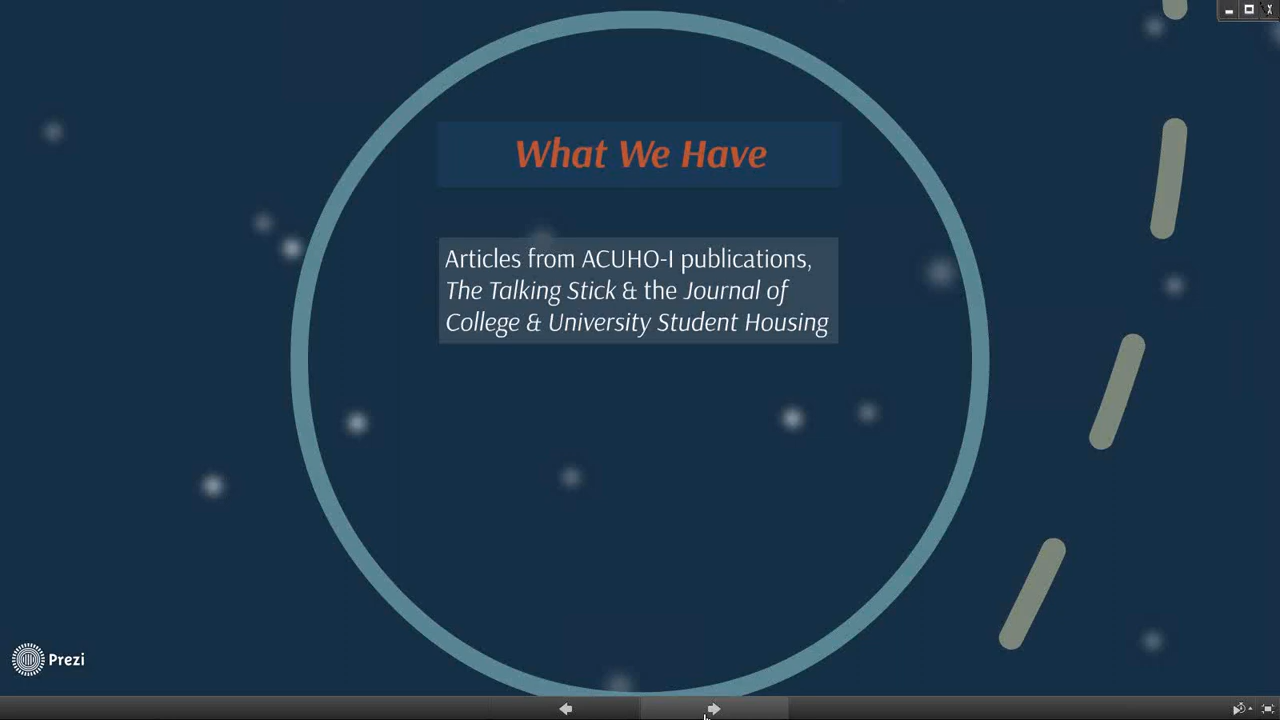 What We Have
Articles from ACUHO-I publications,
The Talking Stick & the Journal of
College & University Student Housing
Prezi